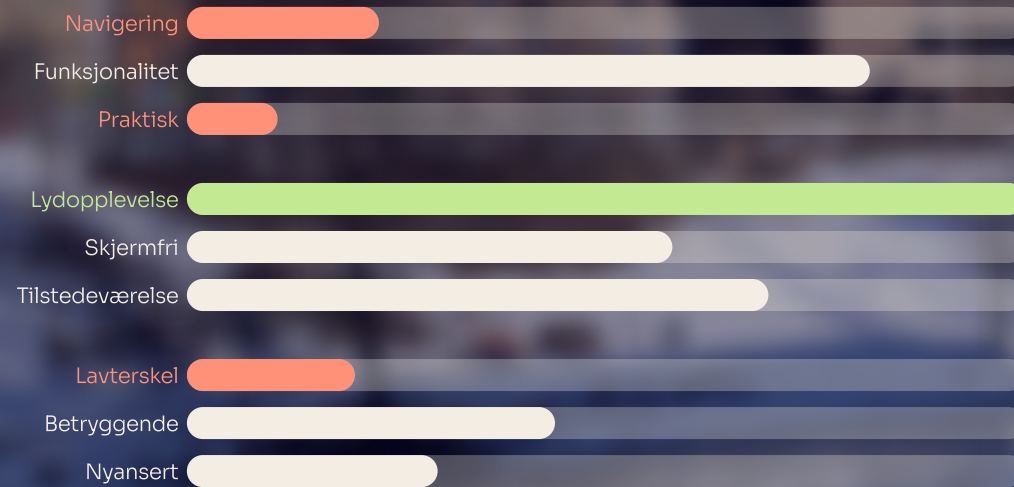 Navigering
Funksjonalitet
Praktisk
Lydopplevelse
Skjermfri
Tilstedeværelse
Lavterskel
Betryggende
Nyansert